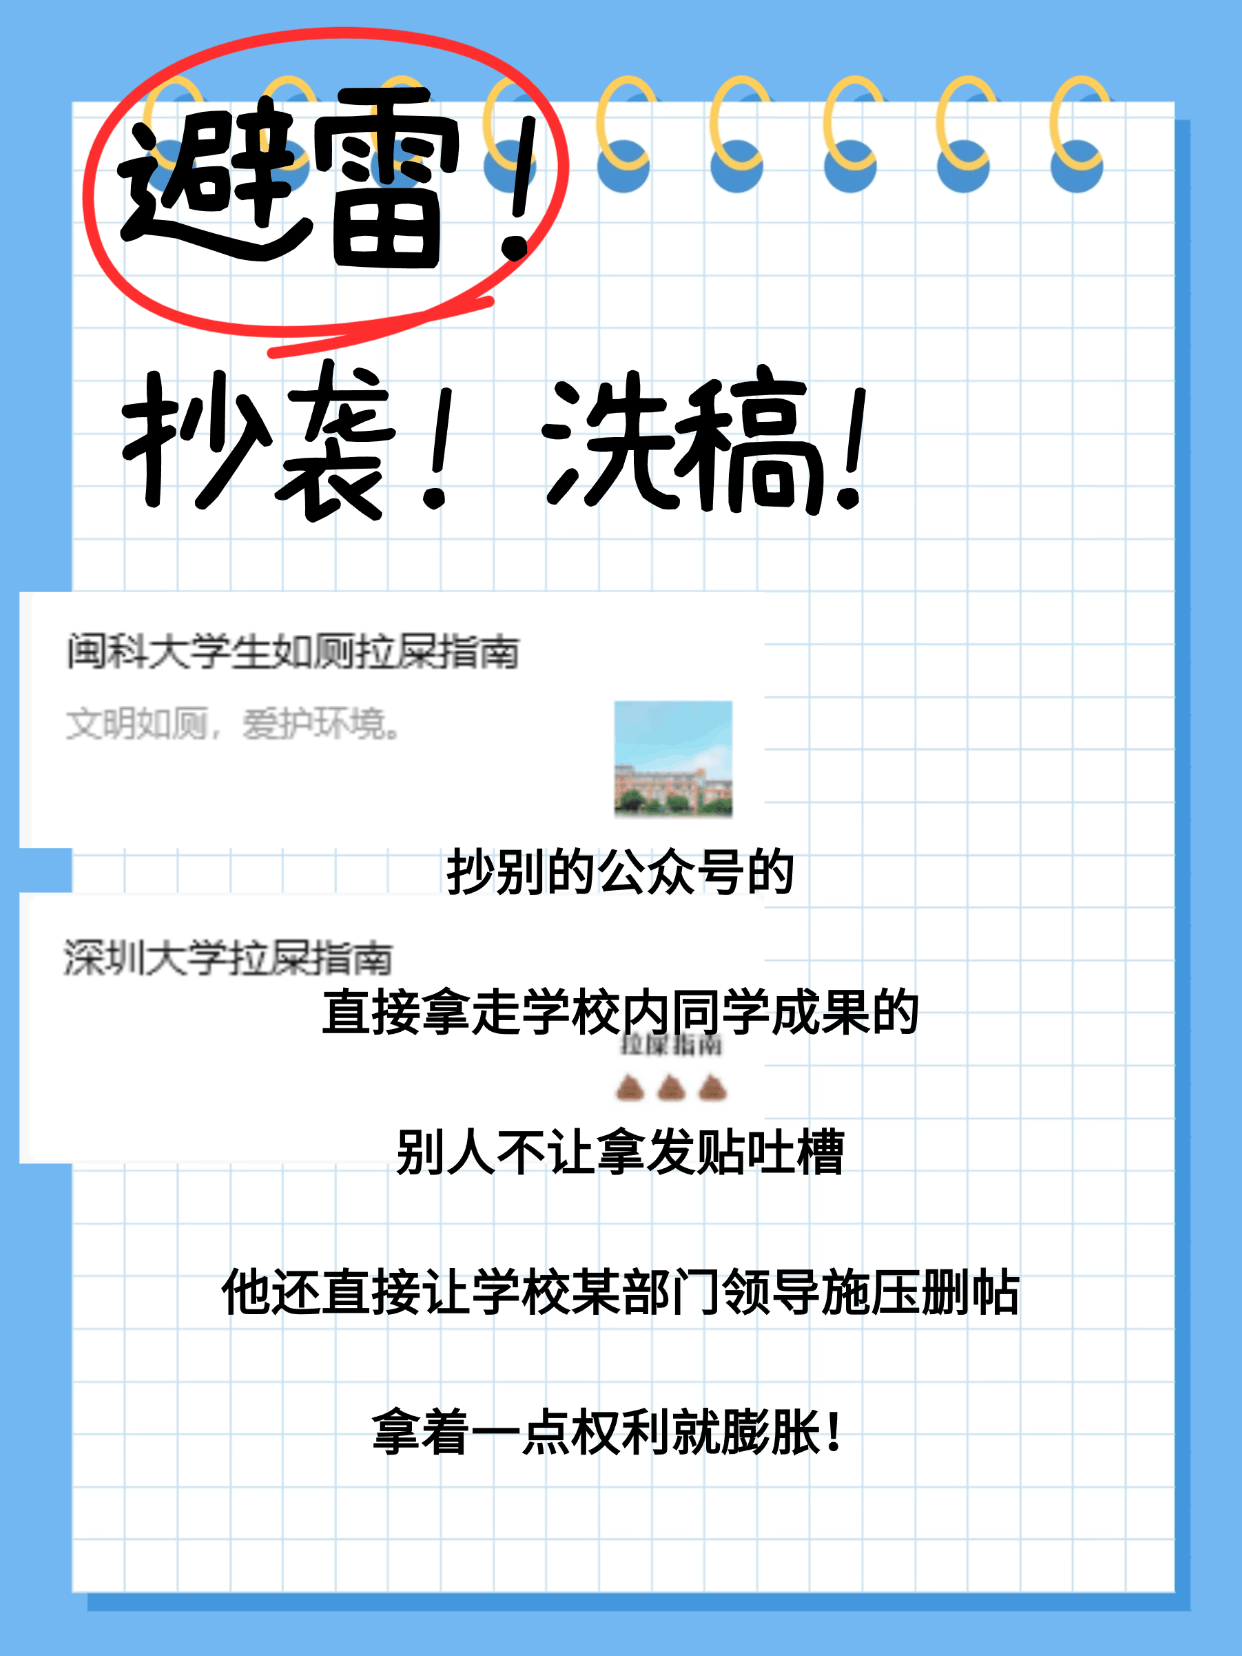 避雷！
抄袭！洗稿！
闽科大学生如厕拉屎指南
文明如厕，爱护环境。
抄别的公众号的
深圳大学拉屎指南
直接拿走学校内同学成果的
拉屎指南
别人不让拿发贴吐槽
他还直接让学校某部门领导施压删帖
拿着一点权利就膨胀！